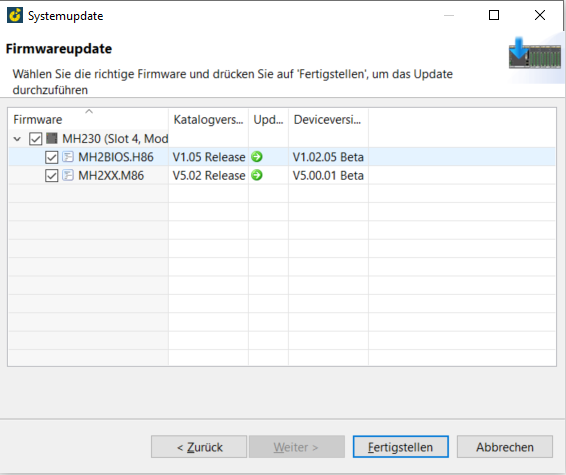 Systemupdate
Firmwareupdate
Wählen Sie die richtige Firmware und drücken Sie auf 'Fertigstellen', um das Update
durchzuführen
Firmware Katalogvers... Upd... Deviceversi...
MH230 (Slot 4, Mod
MH2BIOS.H86 V1.05 Release V1.02.05 Beta
MH2XX.M86 V5.02 Release V5.00.01 Beta
< Zurück Weiter > Fertigstellen Abbrechen